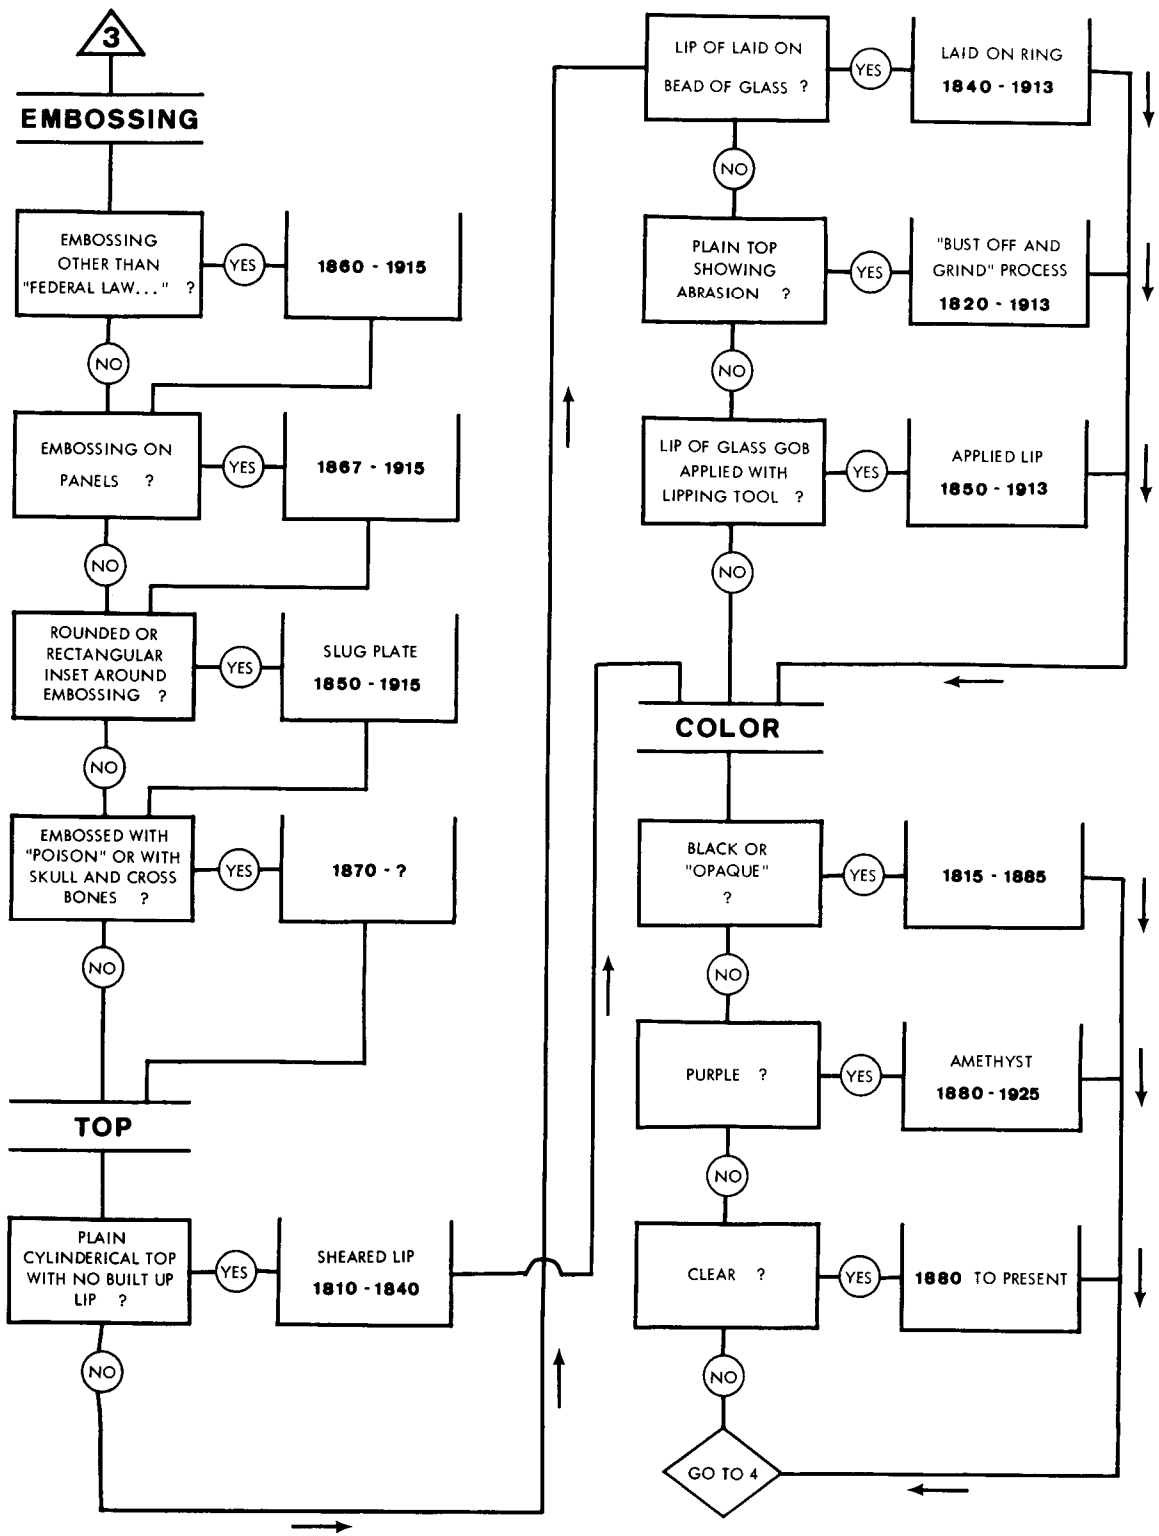 3
EMBOSSING
EMBOSSING
OTHER THAN
"FEDERAL LAW..." ?
YES
1860 - 1915
NO
EMBOSSING ON
PANELS ?
YES
1867 - 1915
NO
ROUNDED OR
RECTANGULAR
INSET AROUND
EMBOSSING ?
YES
SLUG PLATE
1850 - 1915
NO
EMBOSSED WITH
"POISON" OR WITH
SKULL AND CROSS
BONES ?
YES
1870 - ?
NO
TOP
PLAIN
CYLINDERICAL TOP
WITH NO BUILT UP
LIP ?
YES
SHEARED LIP
1810 - 1840
NO
LIP OF LAID ON
BEAD OF GLASS ?
YES
LAID ON RING
1840 - 1913
NO
PLAIN TOP
SHOWING
ABRASION ?
YES
"BUST OFF AND
GRIND" PROCESS
1820 - 1913
NO
LIP OF GLASS GOB
APPLIED WITH
LIPPING TOOL ?
YES
APPLIED LIP
1850 - 1913
NO
COLOR
BLACK OR
"OPAQUE"
?
YES
1815 - 1885
NO
PURPLE ?
YES
AMETHYST
1880 - 1925
NO
CLEAR ?
YES
1880 TO PRESENT
NO
GO TO 4